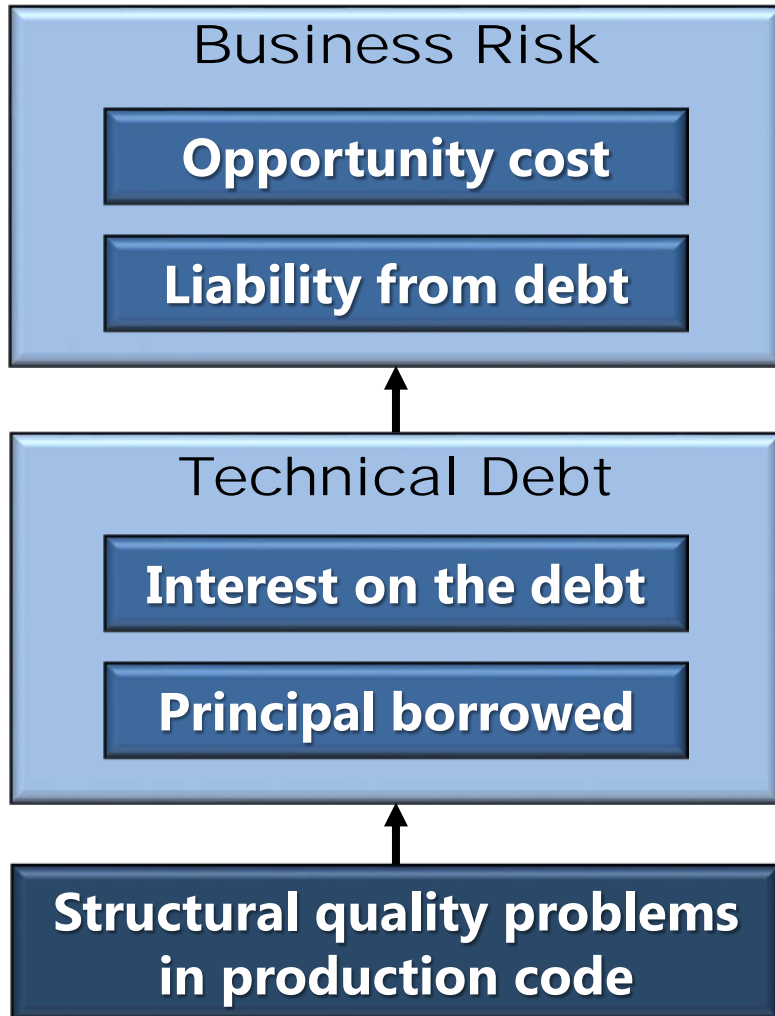 Business Risk
Opportunity cost
Liability from debt
Technical Debt
Interest on the debt
Principal borrowed
Structural quality problems
in production code